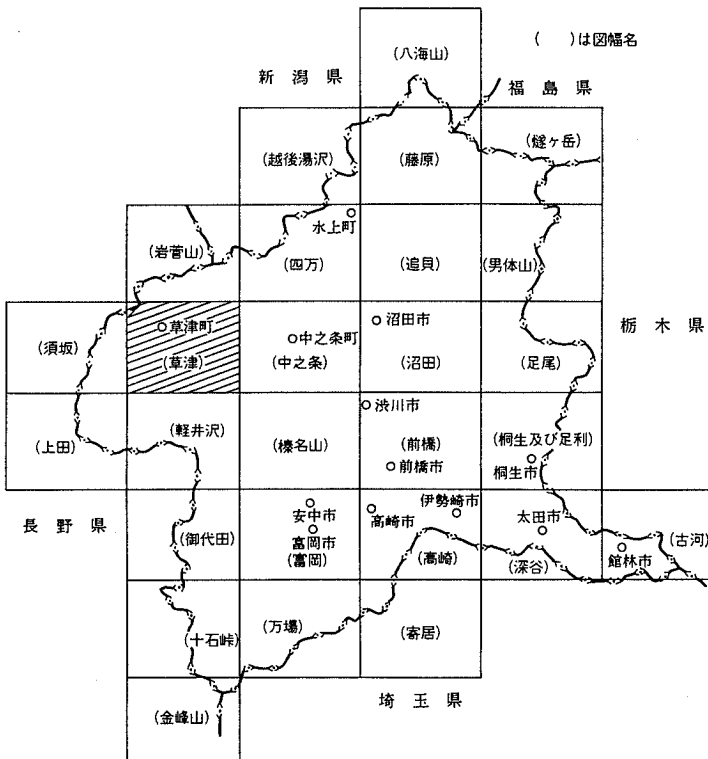 ( )は図幅名
(八海山)
新潟県
福島県
(越後湯沢)
(藤原)
(燧ヶ岳)
水上町
(岩菅山)
(四万)
(追貝)
(男体山)
栃木県
(須坂)
草津町
(草津)
中之条町
(中之条)
沼田市
(沼田)
(足尾)
渋川市
(上田)
(軽井沢)
(榛名山)
(前橋)
前橋市
(桐生及び足利)
桐生市
長野県
(御代田)
安中市
富岡市
(富岡)
高崎市
伊勢崎市
(高崎)
太田市
(深谷)
館林市
(古河)
(十石峠)
(万場)
(寄居)
埼玉県
(金峰山)